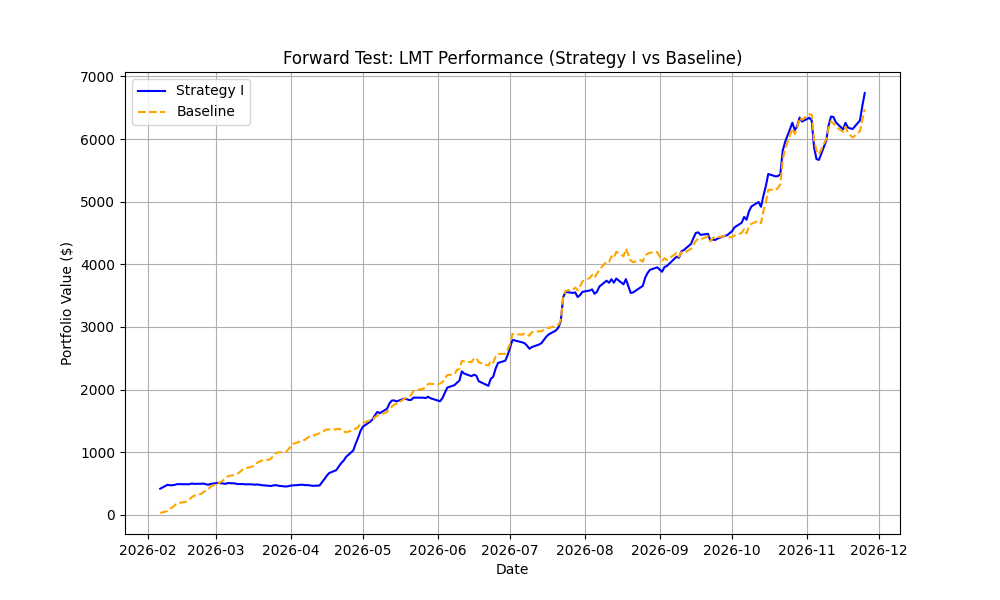 Forward Test: LMT Performance (Strategy I vs Baseline)
Strategy I
Baseline
Portfolio Value ($)
7000
6000
5000
4000
3000
2000
1000
0
2026-02 2026-03 2026-04 2026-05 2026-06 2026-07 2026-08 2026-09 2026-10 2026-11 2026-12
Date